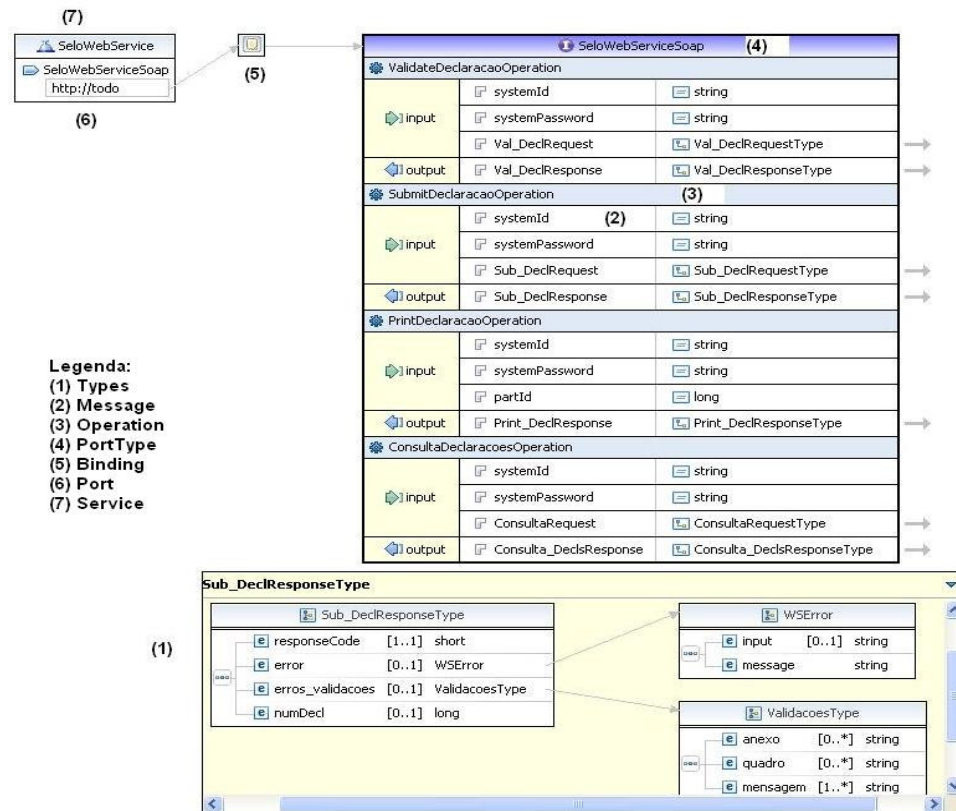 (7)
SeloWebService
SeloWebServiceSoap
http://todo
(6)
(5)
SeloWebServiceSoap (4)
ValidateDeclaracaoOperation
input
systemId string
systemPassword string
Val_DeclRequest Val_DeclRequestType
output Val_DeclResponse Val_DeclResponseType
SubmitDeclaracaoOperation (3)
input
systemId (2) string
systemPassword string
Sub_DeclRequest Sub_DeclRequestType
output Sub_DeclResponse Sub_DeclResponseType
PrintDeclaracaoOperation
input
systemId string
systemPassword string
partId long
output Print_DeclResponse Print_DeclResponseType
ConsultaDeclaracoesOperation
input
systemId string
systemPassword string
ConsultaRequest ConsultaRequestType
output Consulta_DeclsResponse Consulta_DeclsResponseType
Legenda:
(1) Types
(2) Message
(3) Operation
(4) PortType
(5) Binding
(6) Port
(7) Service
(1)
Sub_DeclResponseType
Sub_DeclResponseType
e responseCode [1..1] short
e error [0..1] WSError
e erros_validacoes [0..1] ValidacoesType
e numDecl [0..1] long
WSError
e input [0..1] string
e message string
ValidacoesType
e anexo [0..*] string
e quadro [0..*] string
e mensagem [1..*] string